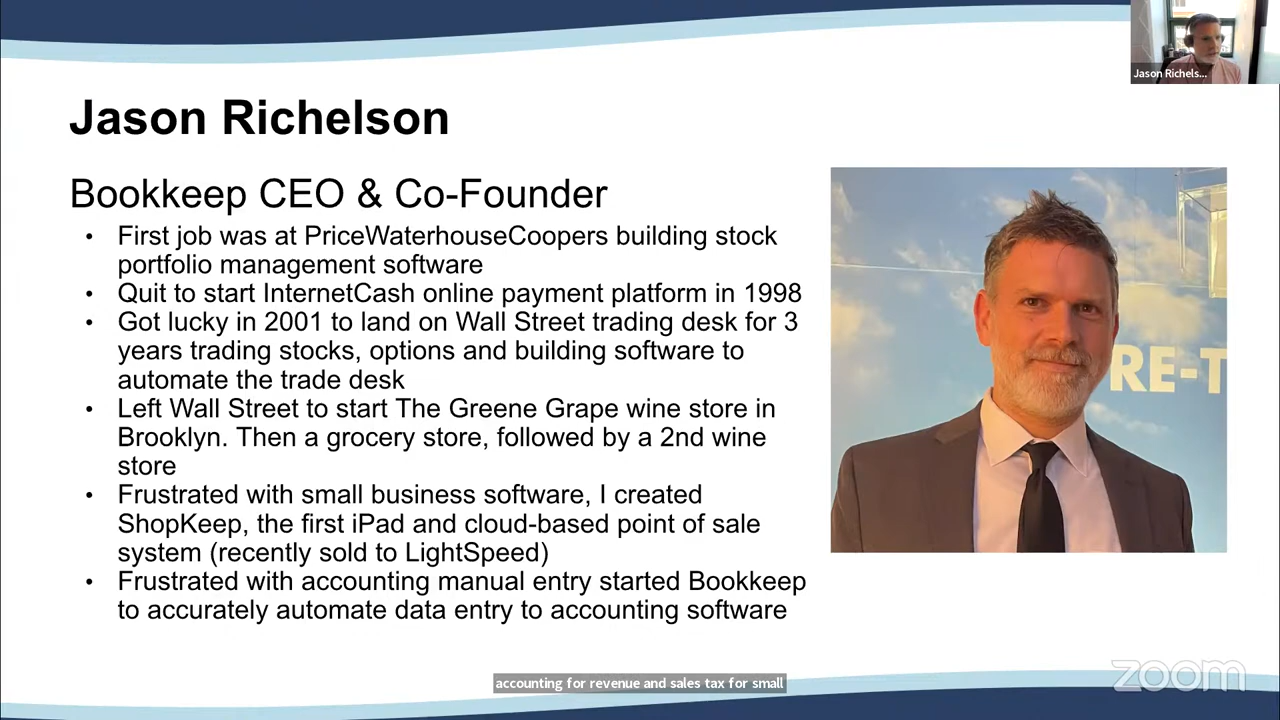 Jason Richels...
Jason Richelson
Bookkeep CEO & Co-Founder
• First job was at PriceWaterhouseCoopers building stock
portfolio management software
• Quit to start InternetCash online payment platform in 1998
• Got lucky in 2001 to land on Wall Street trading desk for 3
years trading stocks, options and building software to
automate the trade desk
• Left Wall Street to start The Greene Grape wine store in
Brooklyn. Then a grocery store, followed by a 2nd wine
store
• Frustrated with small business software, I created
ShopKeep, the first iPad and cloud-based point of sale
system (recently sold to LightSpeed)
• Frustrated with accounting manual entry started Bookkeep
to accurately automate data entry to accounting software
RE-T
accounting for revenue and sales tax for small
zoom